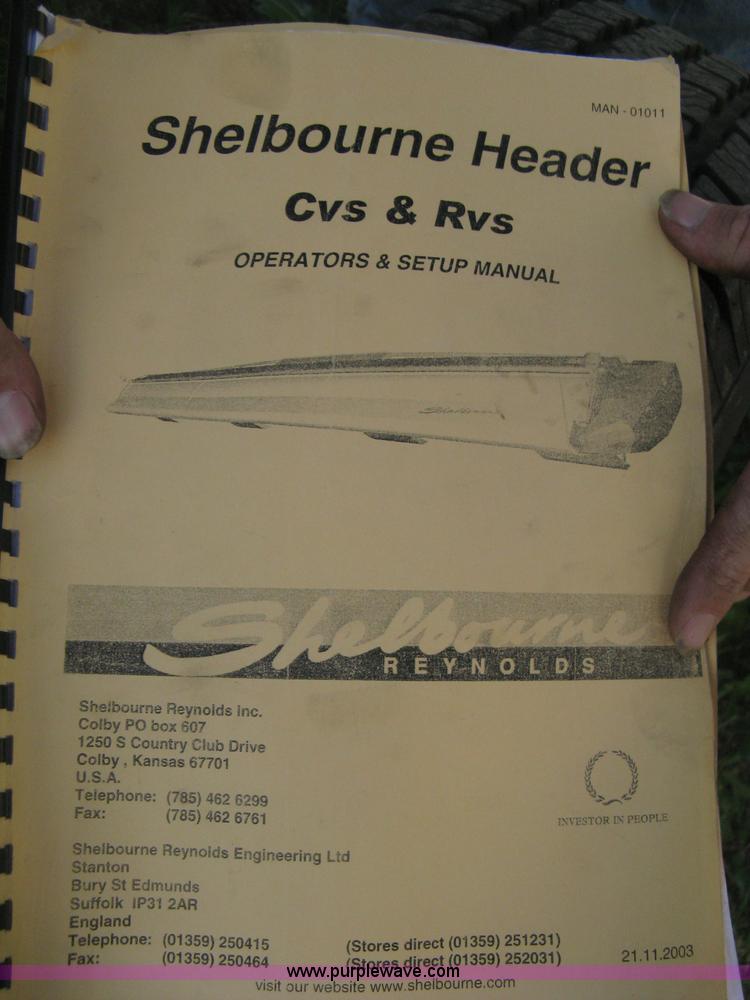 MAN - 01011
Shelbourne Header
Cvs & Rvs
OPERATORS & SETUP MANUAL
Shelbourne
Shelbourne
REYNOLDS
Shelbourne Reynolds Inc.
Colby PO box 607
1250 S Country Club Drive
Colby , Kansas 67701
U.S.A.
Telephone: (785) 462 6299
Fax: (785) 462 6761
INVESTOR IN PEOPLE
Shelbourne Reynolds Engineering Ltd
Stanton
Bury St Edmunds
Suffolk IP31 2AR
England
Telephone: (01359) 250415 (Stores direct (01359) 251231)
Fax: (01359) 250464 (Stores direct (01359) 252031)
21.11.2003
www.purplewave.com
visit our website www.shelbourne.com